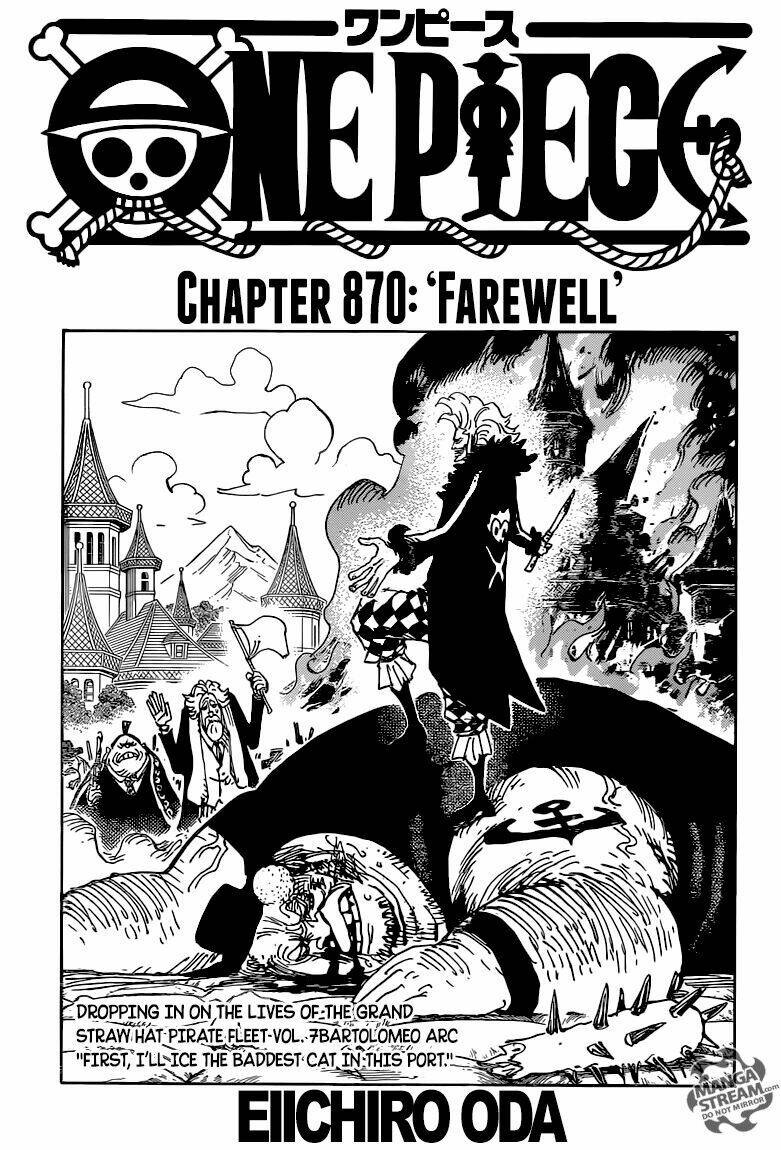 ワンピース
ONE PIECE
CHAPTER 870: ‘FAREWELL’
DROPPING IN ON THE LIVES OF THE GRAND
STRAW HAT PIRATE FLEET-VOL. 7BARTOLOMEO ARC
"FIRST, I'LL ICE THE BADDEST CAT IN THIS PORT."
EIICHIRO ODA
MANGA
STREAM.com
DO NOT MIRROR!